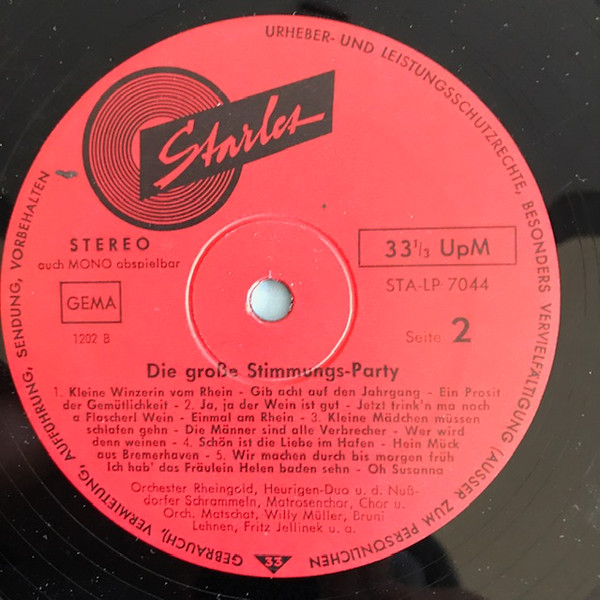 URHEBER- UND LEISTUNGSSCHUTZRECHTE, BESONDERS VERVIELFÄLTIGUNG (AUSSER ZUM PERSÖNLICHEN GEBRAUCH), VERMIETUNG, AUFFÜHRUNG, SENDUNG, VORBEHALTEN
Starlet
STEREO
auch MONO abspielbar
33 1/3 UpM
GEMA
STA-LP 7044
1202 B
Seite 2
Die große Stimmungs-Party
1. Kleine Winzerin vom Rhein - Gib acht auf den Jahrgang - Ein Prosit
der Gemütlichkeit - 2. Ja, ja der Wein ist gut - Jetzt trink'n ma noch
a Floscherl Wein - Einmal am Rhein - 3. Kleine Mädchen müssen
schlafen gehn - Die Männer sind alle Verbrecher - Wer wird
denn weinen - 4. Schön ist die Liebe im Hafen - Hein Mück
aus Bremerhaven - 5. Wir machen durch bis morgen früh
Ich hab' das Fräulein Helen baden sehn - Oh Susanna
Orchester Rheingold, Heurigen-Duo u. d. Nuß-
dorfer Schrammeln, Matrosenchor, Chor u.
Orch. Matschat, Willy Müller, Bruni
Lehnen, Fritz Jellinek u. a.
33